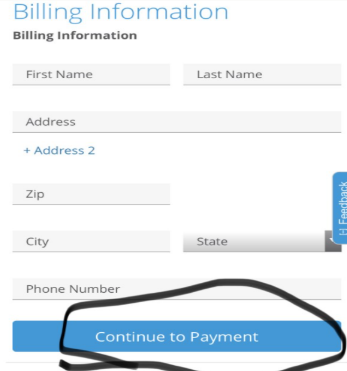 Billing Information
Billing Information
First Name
Last Name
Address
+ Address 2
Zip
City
State
Phone Number
Continue to Payment
Feedback